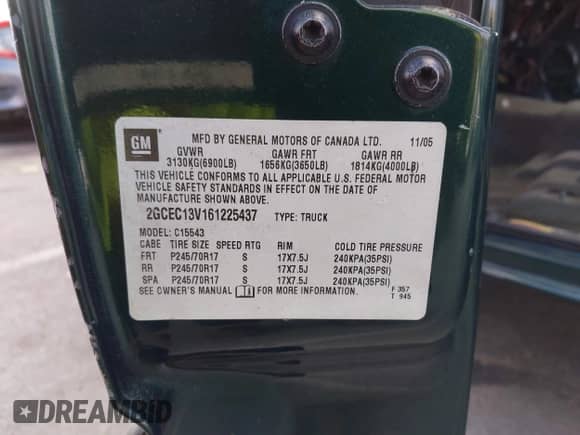 GM
MFD BY GENERAL MOTORS OF CANADA LTD. 11/05
GVWR GAWR FRT GAWR RR
3130KG(6900LB) 1656KG(3650LB) 1814KG(4000LB)
THIS VEHICLE CONFORMS TO ALL APPLICABLE U.S. FEDERAL MOTOR
VEHICLE SAFETY STANDARDS IN EFFECT ON THE DATE OF
MANUFACTURE SHOWN ABOVE.
2GCEC13V161225437 TYPE: TRUCK
MODEL: C15543
CABE TIRE SIZE SPEED RTG RIM COLD TIRE PRESSURE
FRT P245/70R17 S 17X7.5J 240KPA(35PSI)
RR P245/70R17 S 17X7.5J 240KPA(35PSI)
SPA P245/70R17 S 17X7.5J 240KPA(35PSI)
SEE OWNER'S MANUAL FOR MORE INFORMATION. F 357
T 945
DREAMBID